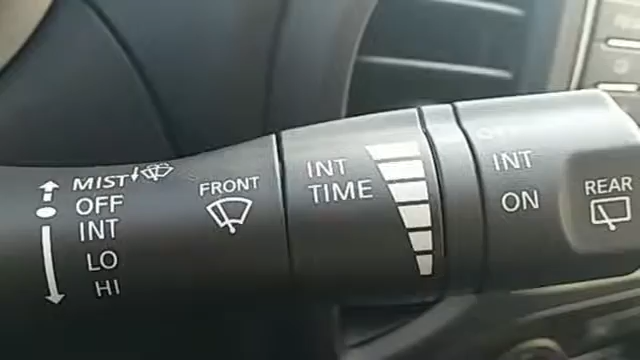 MIST
OFF
INT
LO
HI
FRONT
INT
TIME
INT
ON
REAR